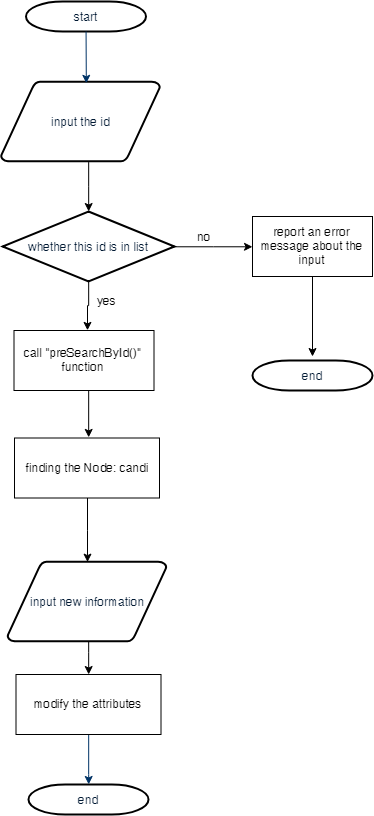 start
input the id
whether this id is in list
no
report an error
message about the
input
yes
end
call "preSearchById()"
function
finding the Node: candi
input new information
modify the attributes
end